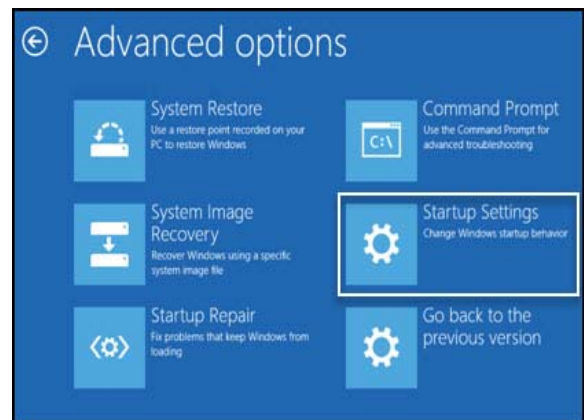 Advanced options
System Restore
Use a restore point recorded on your
PC to restore Windows
Command Prompt
Use the Command Prompt for
advanced troubleshooting
C:\
System Image
Recovery
Recover Windows using a specific
system image file
Startup Settings
Change Windows startup behavior
Startup Repair
Fix problems that keep Windows from
loading
Go back to the
previous version